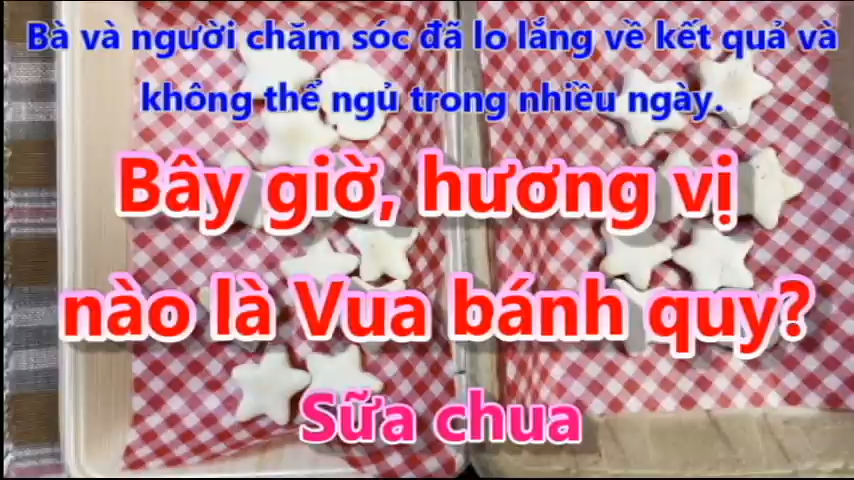 Bà và người chăm sóc đã lo lắng về kết quả và
không thể ngủ trong nhiều ngày.
Bây giờ, hương vị
nào là Vua bánh quy?
Sữa chua